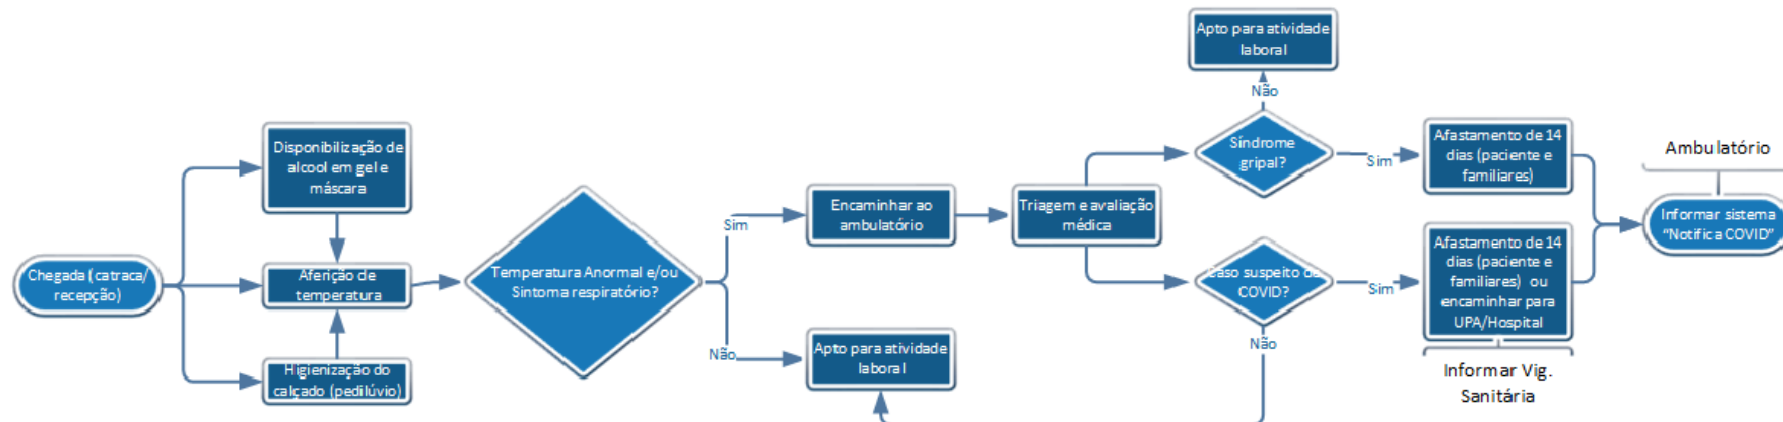 Chegada (catraca/
recepção)
Disponibilização de
alcool em gel e
máscara
Aferição de
temperatura
Higienização do
calçado (pedilúvio)
Temperatura Anormal e/ou
Sintoma respiratório?
Sim
Não
Encaminhar ao
ambulatório
Apto para atividade
laboral
Triagem e avaliação
médica
Apto para atividade
laboral
Não
Síndrome
gripal?
Sim
Caso suspeito de
COVID?
Sim
Não
Afastamento de 14
dias (paciente e
familiares)
Afastamento de 14
dias (paciente e
familiares) ou
encaminhar para
UPA/Hospital
Informar Vig.
Sanitária
Ambulatório
Informar sistema
“Notifica COVID”